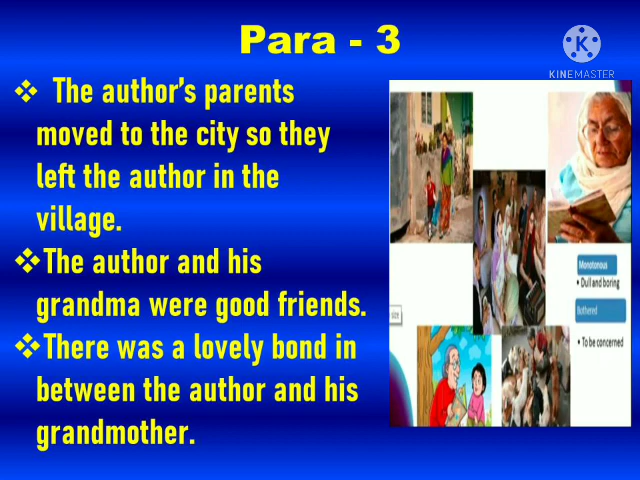 Para - 3
KINEMASTER
❖ The author's parents
moved to the city so they
left the author in the
village.
❖The author and his
grandma were good friends.
❖There was a lovely bond in
between the author and his
grandmother.
Monotonous
• Dull and boring
Bothered
• To be concerned
size